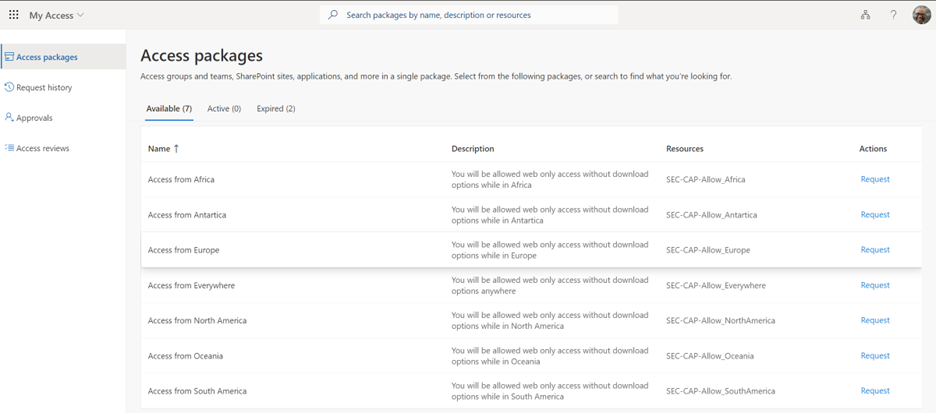 My Access
Search packages by name, description or resources
?
Access packages
Request history
Approvals
Access reviews
Access packages
Access groups and teams, SharePoint sites, applications, and more in a single package. Select from the following packages, or search to find what you're looking for.
Available (7) Active (0) Expired (2)
Name ↑ Description Resources Actions
Access from Africa You will be allowed web only access without download SEC-CAP-Allow_Africa Request
options while in Africa
Access from Antartica You will be allowed web only access without download SEC-CAP-Allow_Antartica Request
options while in Antartica
Access from Europe You will be allowed web only access without download SEC-CAP-Allow_Europe Request
options while in Europe
Access from Everywhere You will be allowed web only access without download SEC-CAP-Allow_Everywhere Request
options anywhere
Access from North America You will be allowed web only access without download SEC-CAP-Allow_NorthAmerica Request
options while in North America
Access from Oceania You will be allowed web only access without download SEC-CAP-Allow_Oceania Request
options while in Oceania
Access from South America You will be allowed web only access without download SEC-CAP-Allow_SouthAmerica Request
options while in South America